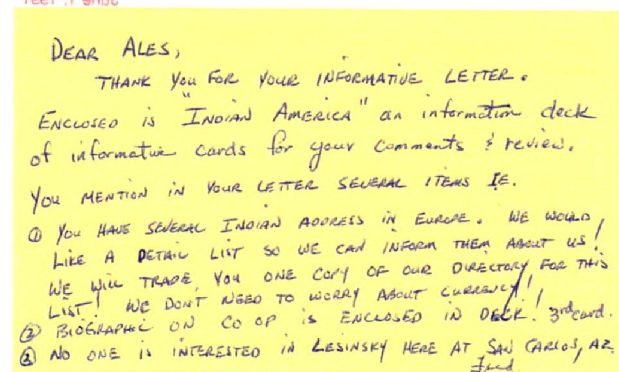 DEAR ALES,
THANK YOU FOR YOUR INFORMATIVE LETTER.
ENCLOSED IS "INDIAN AMERICA" an information deck
of informative cards for your comments & review.
YOU MENTION IN YOUR LETTER SEVERAL ITEMS IE.
① YOU HAVE SEVERAL INDIAN ADDRESS IN EUROPE. WE WOULD
LIKE A DETAIL LIST SO WE CAN INFORM THEM ABOUT US!
WE WILL TRADE YOU ONE COPY OF OUR DIRECTORY FOR THIS
LIST! WE DON'T NEED TO WORRY ABOUT CURRENCY!
② BIOGRAPHIC ON CO OP IS ENCLOSED IN DECK! 3rd card.
③ NO ONE IS INTERESTED IN LESINSKY HERE AT SAN CARLOS, AZ